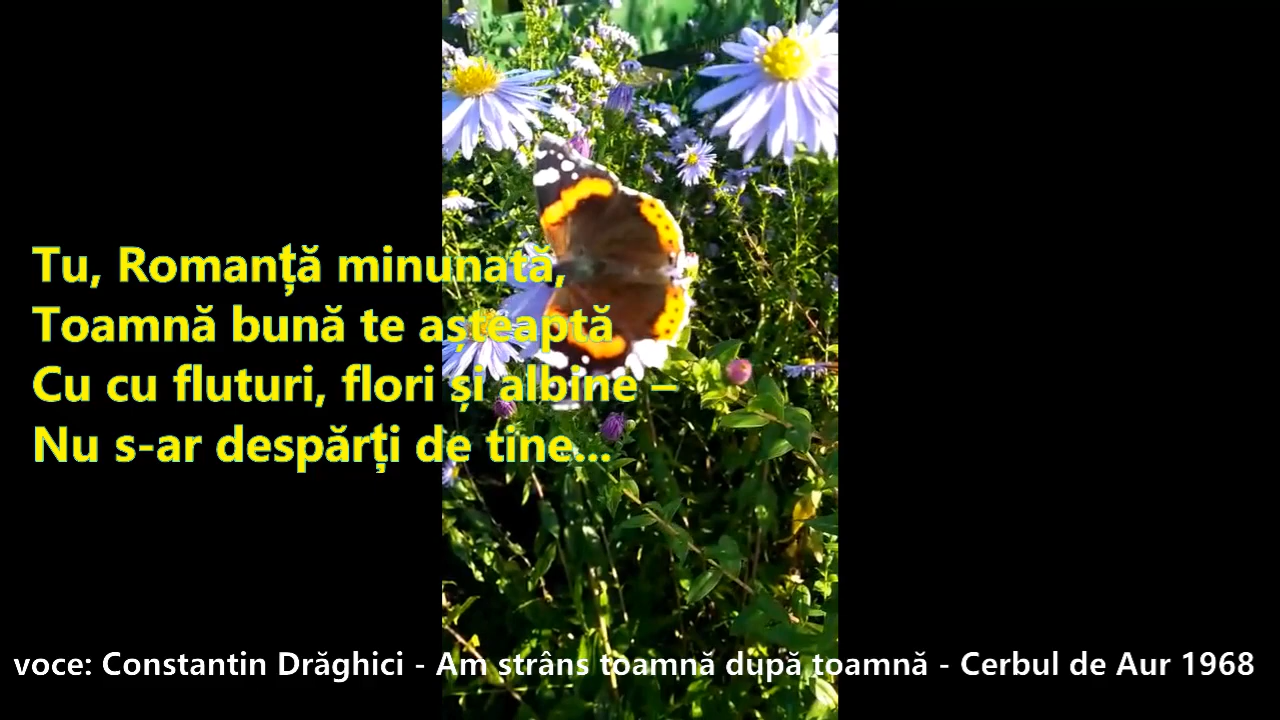 Tu, Romanță minunată,
Toamnă bună te așteaptă
Cu cu fluturi, flori și albine –
Nu s-ar despărți de tine...
voce: Constantin Drăghici - Am strâns toamnă după toamnă - Cerbul de Aur 1968